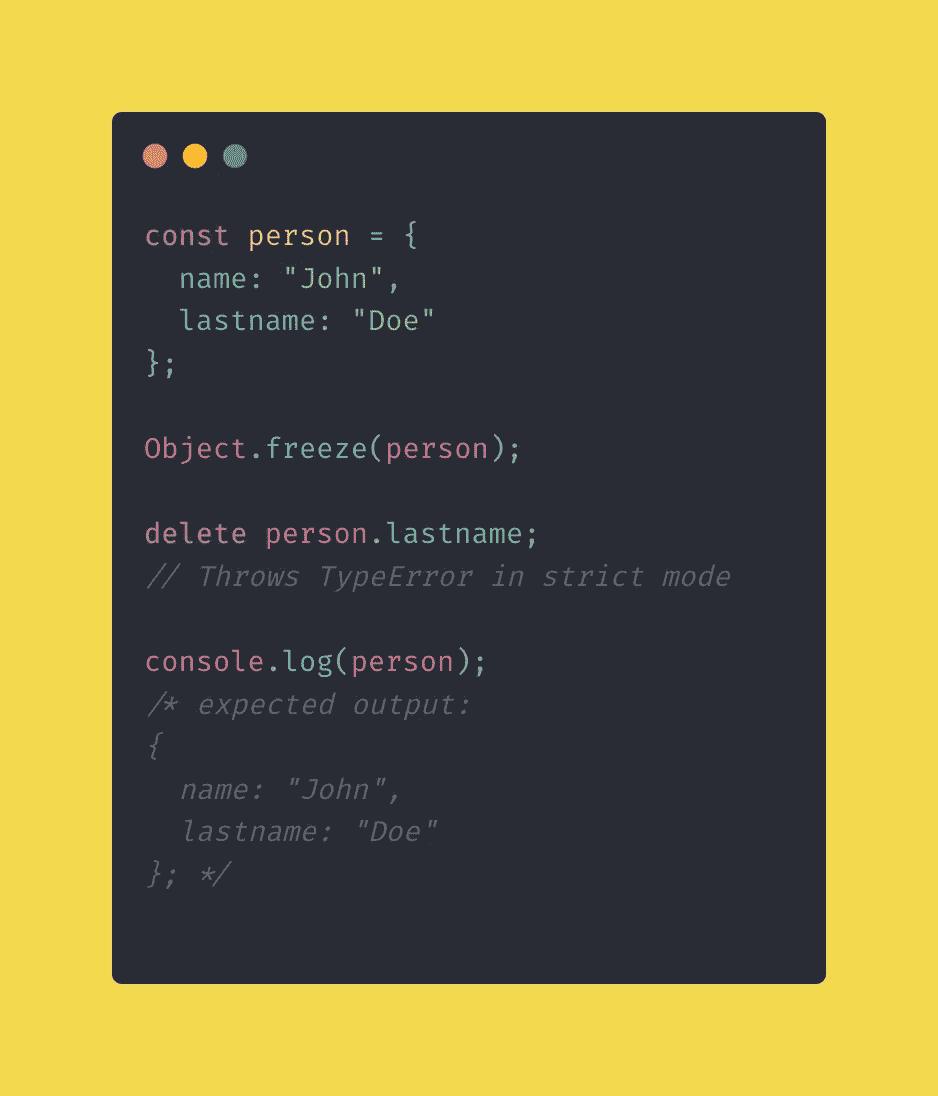 const person = {
  name: "John",
  lastname: "Doe"
};

Object.freeze(person);

delete person.lastname;
// Throws TypeError in strict mode

console.log(person);
/* expected output:
{
  name: "John",
  lastname: "Doe"
}; */